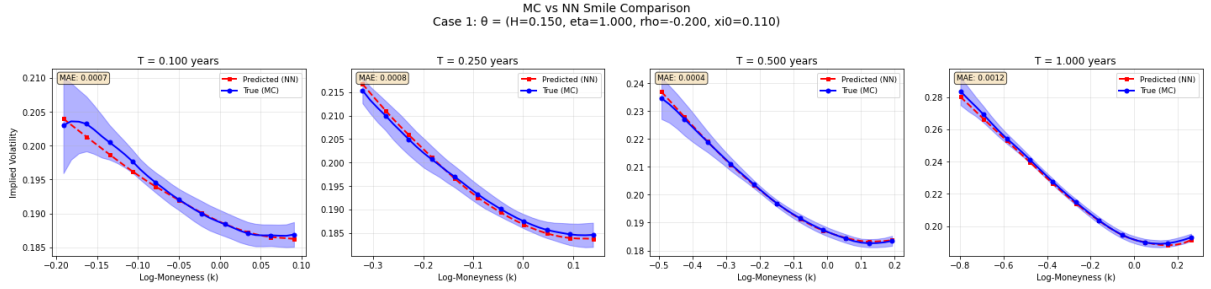 MC vs NN Smile Comparison
Case 1: θ = (H=0.150, eta=1.000, rho=-0.200, xi0=0.110)
T = 0.100 years
MAE: 0.0007
Predicted (NN)
True (MC)
0.210
0.205
0.200
0.195
0.190
0.185
Implied Volatility
−0.20 −0.15 −0.10 −0.05 0.00 0.05 0.10
Log-Moneyness (k)
T = 0.250 years
MAE: 0.0008
Predicted (NN)
True (MC)
0.215
0.210
0.205
0.200
0.195
0.190
0.185
−0.3 −0.2 −0.1 0.0 0.1
Log-Moneyness (k)
T = 0.500 years
MAE: 0.0004
Predicted (NN)
True (MC)
0.24
0.23
0.22
0.21
0.20
0.19
0.18
−0.5 −0.4 −0.3 −0.2 −0.1 0.0 0.1 0.2
Log-Moneyness (k)
T = 1.000 years
MAE: 0.0012
Predicted (NN)
True (MC)
0.28
0.26
0.24
0.22
0.20
−0.8 −0.6 −0.4 −0.2 0.0 0.2
Log-Moneyness (k)